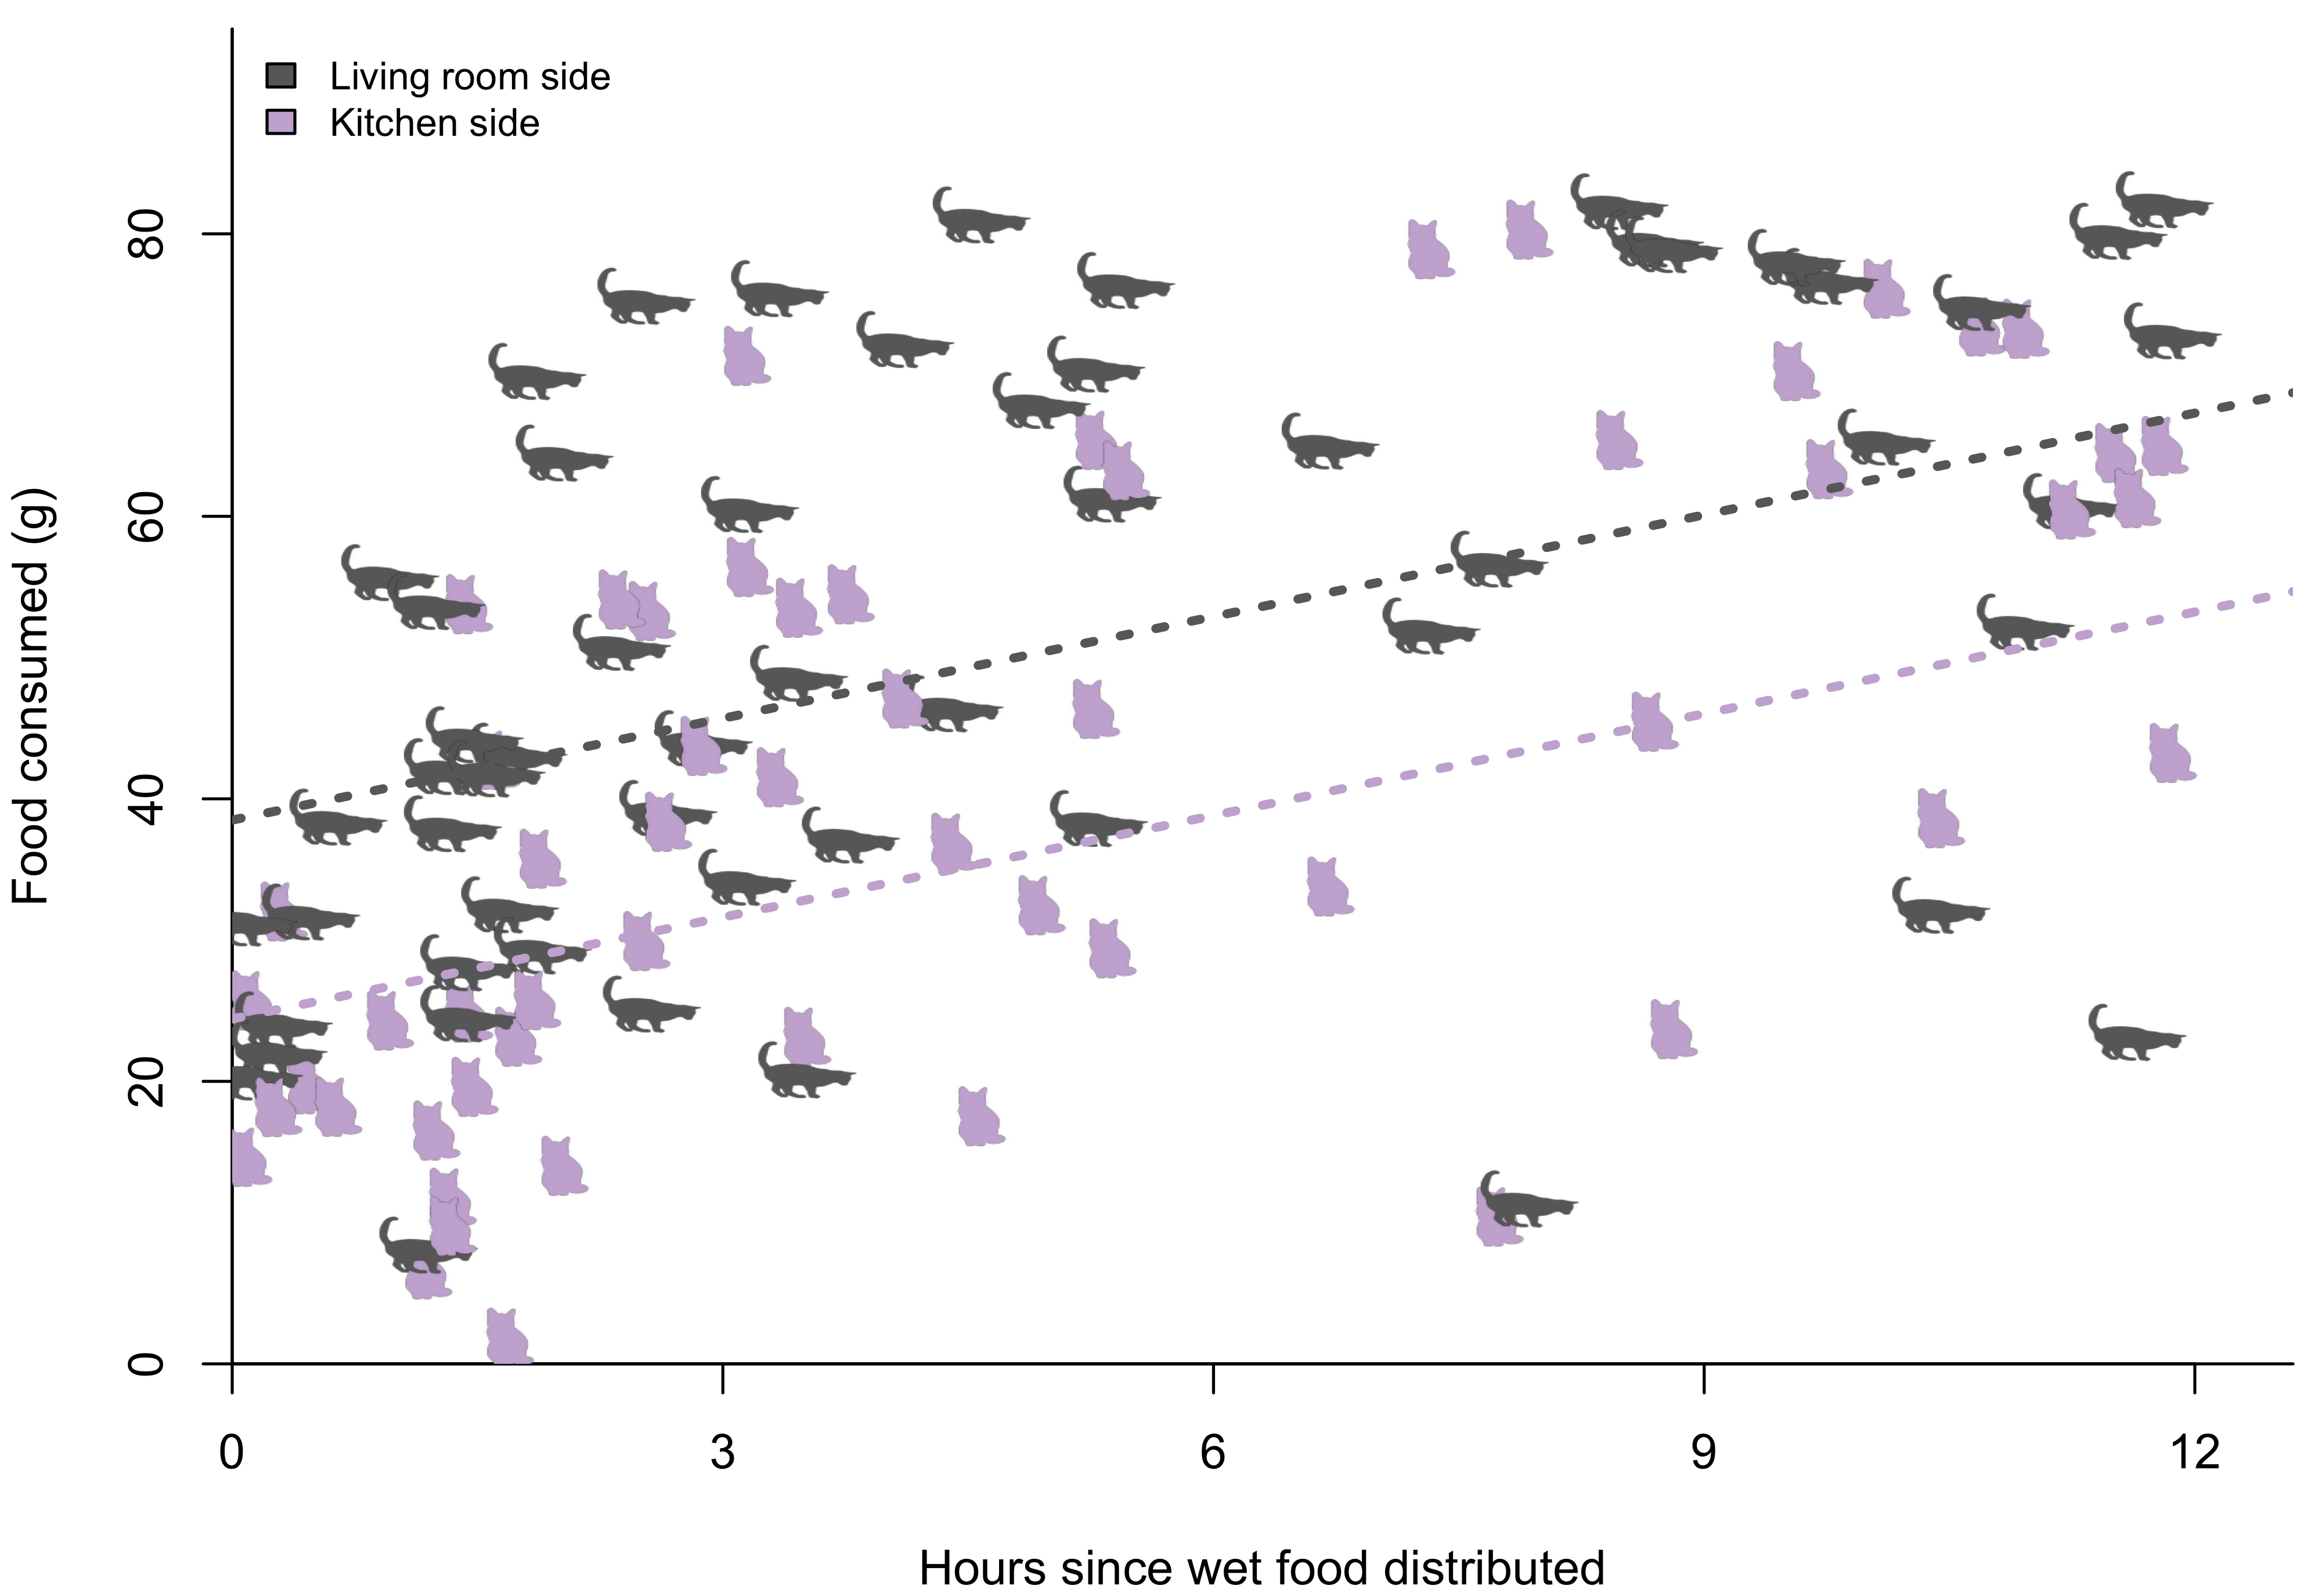 Living room side
Kitchen side
Food consumed (g)
80
60
40
20
0
0 3 6 9 12
Hours since wet food distributed